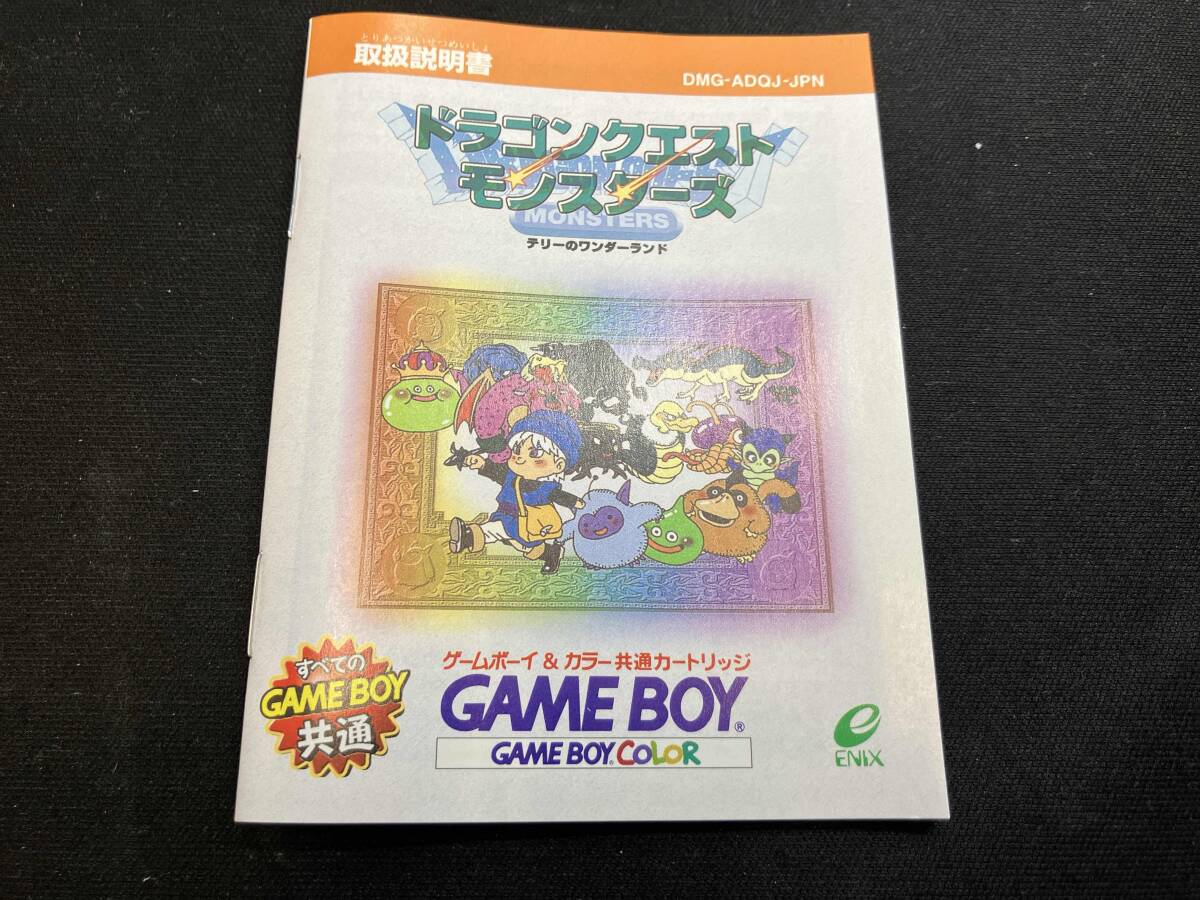 とりあつかいせつめいしょ
取扱説明書
DMG-ADQJ-JPN
ドラゴンクエスト
モンスターズ
MONSTERS
テリーのワンダーランド
すべての
GAME BOY
共通
ゲームボーイ & カラー共通カートリッジ
GAME BOY®
GAME BOY® COLOR
ENIX